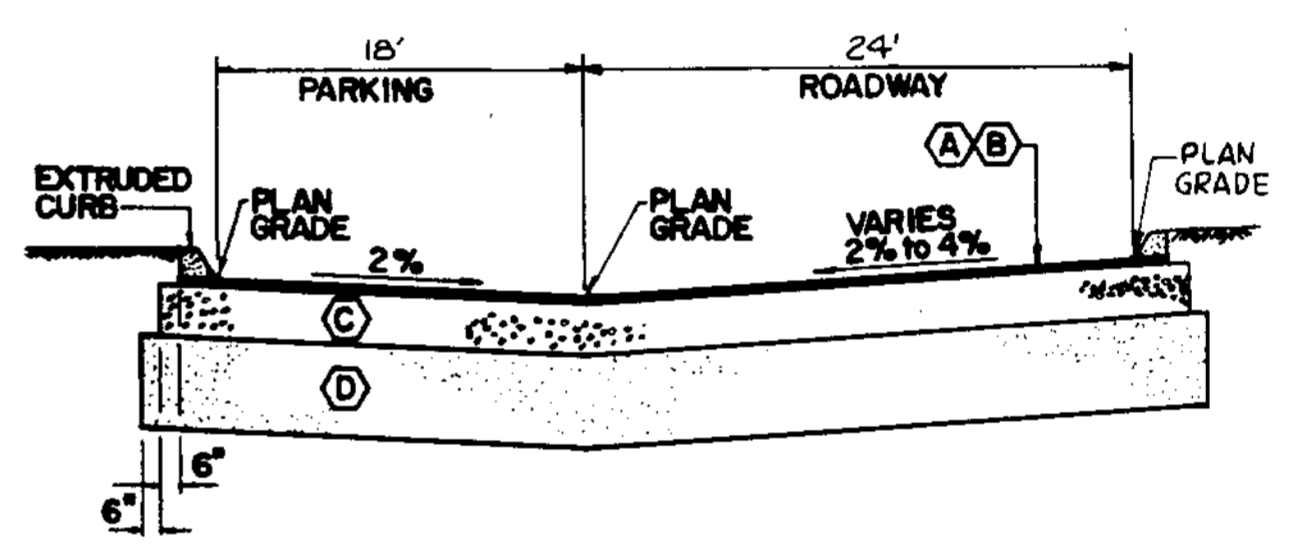 18'
24'
PARKING
ROADWAY
A B
PLAN
GRADE
EXTRUDED
CURB
PLAN
GRADE
PLAN
GRADE
VARIES
2% to 4%
2%
C
D
6"
6"